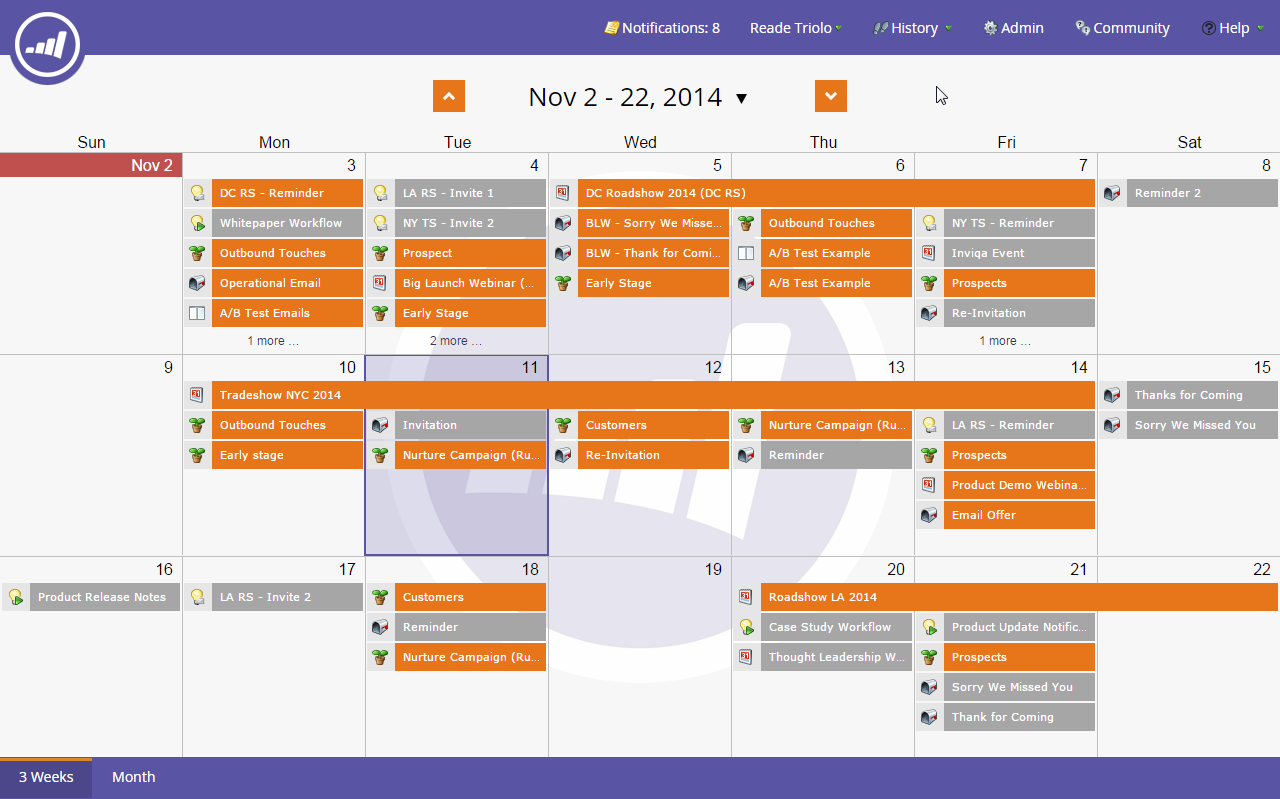 Notifications: 8 Reade Triolo History Admin Community Help
Nov 2 - 22, 2014
Sun Mon Tue Wed Thu Fri Sat
Nov 2 3 4 5 6 7 8
DC RS - Reminder LA RS - Invite 1 DC Roadshow 2014 (DC RS) Reminder 2
Whitepaper Workflow NY TS - Invite 2 BLW - Sorry We Misse... Outbound Touches NY TS - Reminder
Outbound Touches Prospect BLW - Thank for Comi... A/B Test Example Inviqa Event
Operational Email Big Launch Webinar (... Early Stage A/B Test Example Prospects
A/B Test Emails Early Stage Re-Invitation
1 more ... 2 more ... 1 more ...
9 10 11 12 13 14 15
Tradeshow NYC 2014 Thanks for Coming
Outbound Touches Invitation Customers Nurture Campaign (Ru... LA RS - Reminder Sorry We Missed You
Early stage Nurture Campaign (Ru... Re-Invitation Reminder Prospects
Product Demo Webina...
Email Offer
16 17 18 19 20 21 22
Product Release Notes LA RS - Invite 2 Customers Roadshow LA 2014
Reminder Case Study Workflow Product Update Notific...
Nurture Campaign (Ru... Thought Leadership W... Prospects
Sorry We Missed You
Thank for Coming
3 Weeks Month